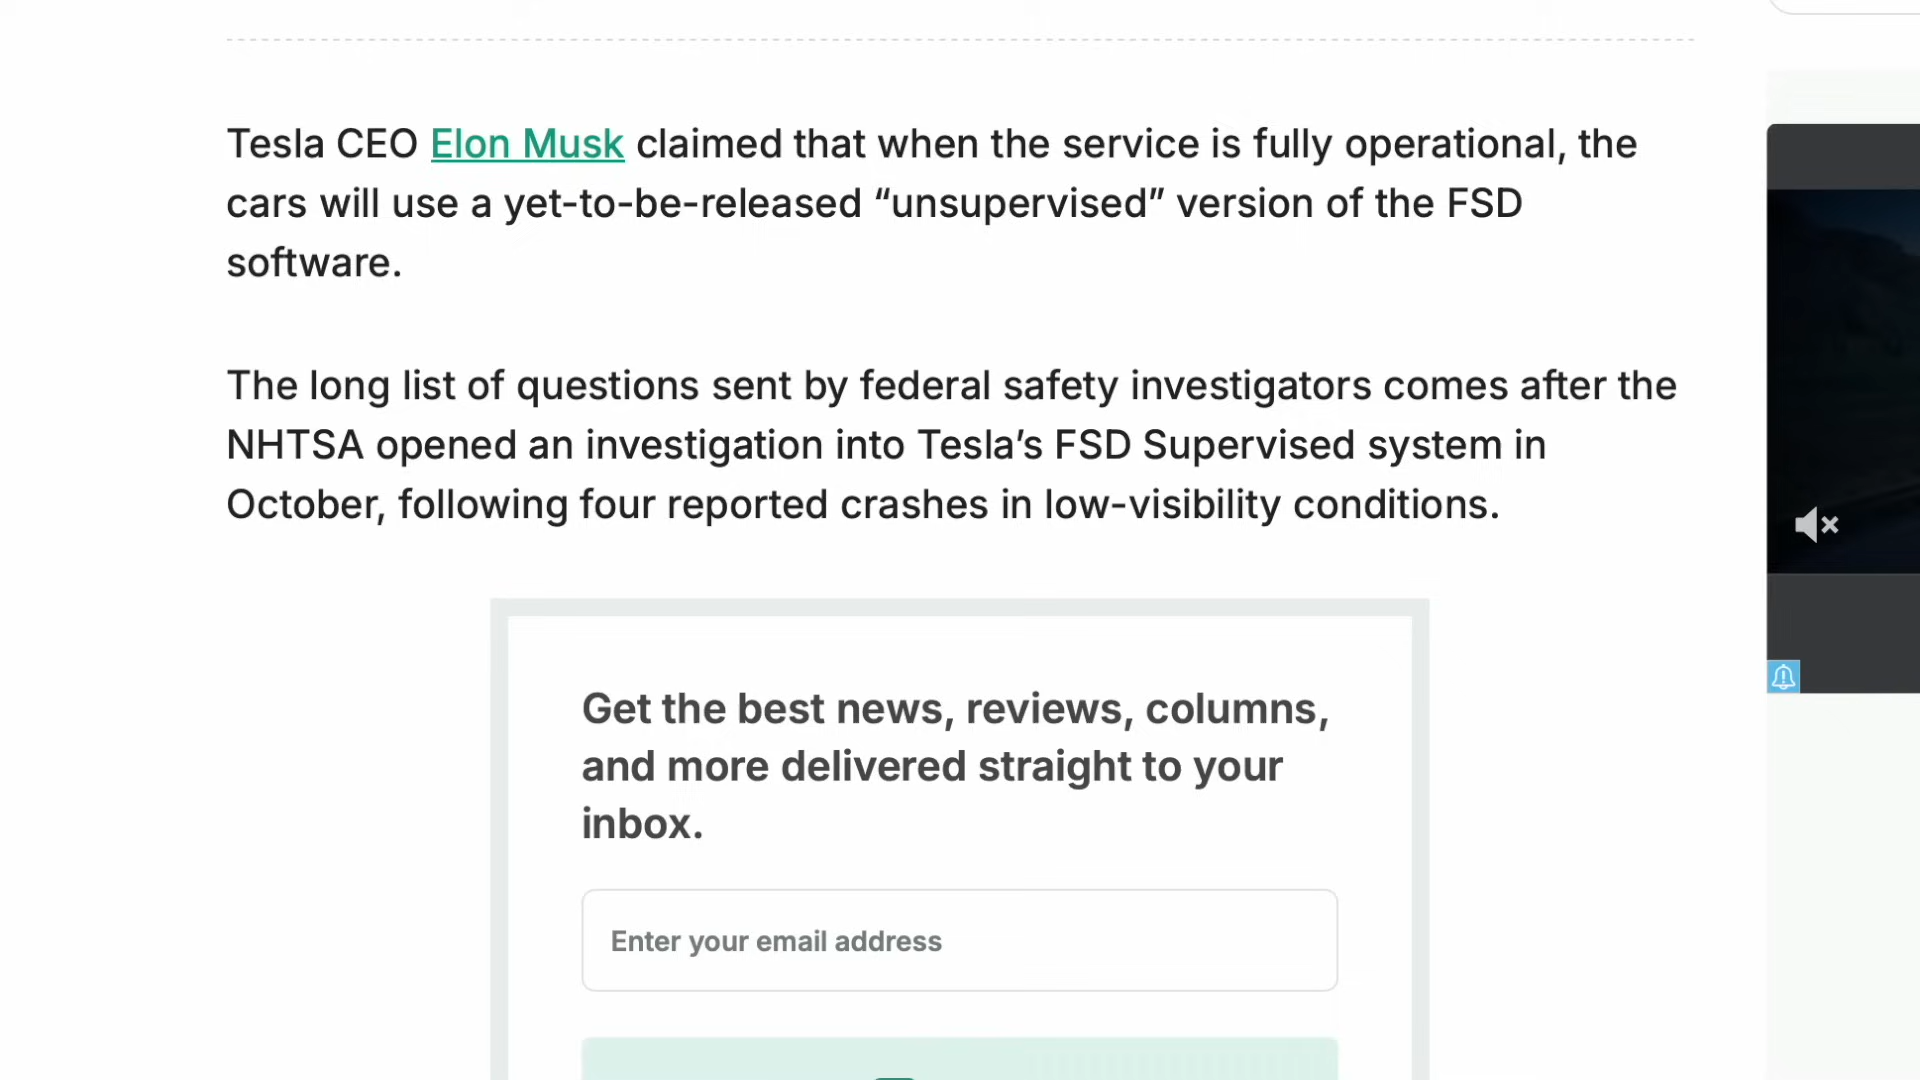 Tesla CEO Elon Musk claimed that when the service is fully operational, the
cars will use a yet-to-be-released “unsupervised” version of the FSD
software.
The long list of questions sent by federal safety investigators comes after the
NHTSA opened an investigation into Tesla’s FSD Supervised system in
October, following four reported crashes in low-visibility conditions.
Get the best news, reviews, columns,
and more delivered straight to your
inbox.
Enter your email address